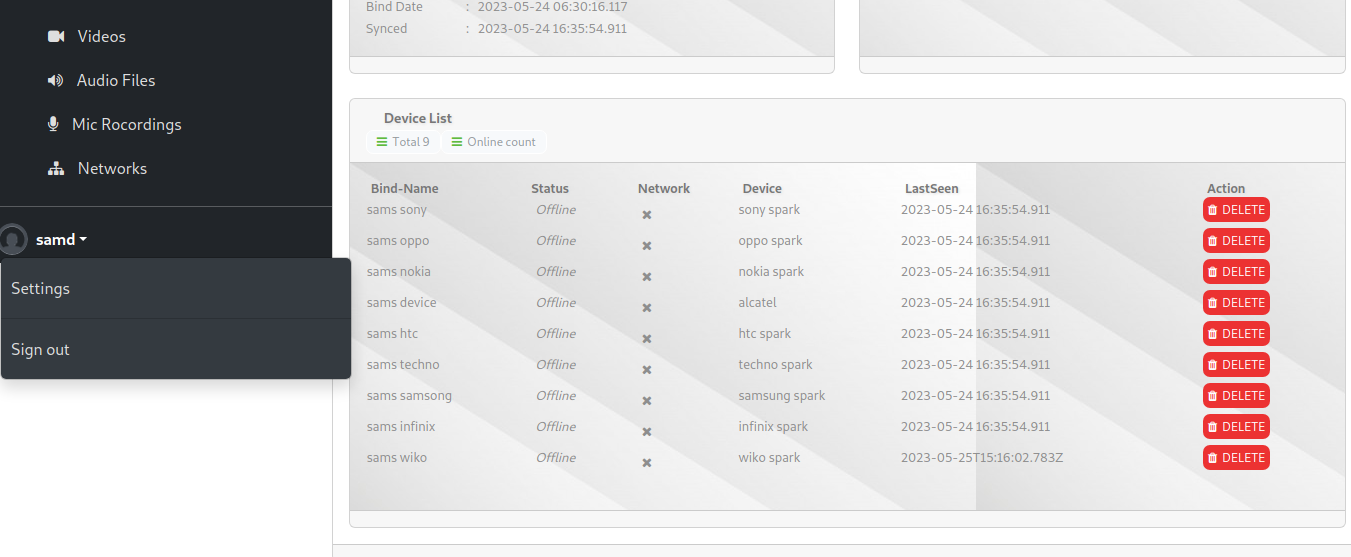 Videos
Audio Files
Mic Rocordings
Networks
samd
Settings
Sign out
Bind Date : 2023-05-24 06:30:16.117
Synced : 2023-05-24 16:35:54.911
Device List
Total 9 Online count
Bind-Name Status Network Device LastSeen Action
sams sony Offline sony spark 2023-05-24 16:35:54.911 DELETE
sams oppo Offline oppo spark 2023-05-24 16:35:54.911 DELETE
sams nokia Offline nokia spark 2023-05-24 16:35:54.911 DELETE
sams device Offline alcatel 2023-05-24 16:35:54.911 DELETE
sams htc Offline htc spark 2023-05-24 16:35:54.911 DELETE
sams techno Offline techno spark 2023-05-24 16:35:54.911 DELETE
sams samsong Offline samsung spark 2023-05-24 16:35:54.911 DELETE
sams infinix Offline infinix spark 2023-05-24 16:35:54.911 DELETE
sams wiko Offline wiko spark 2023-05-25T15:16:02.783Z DELETE